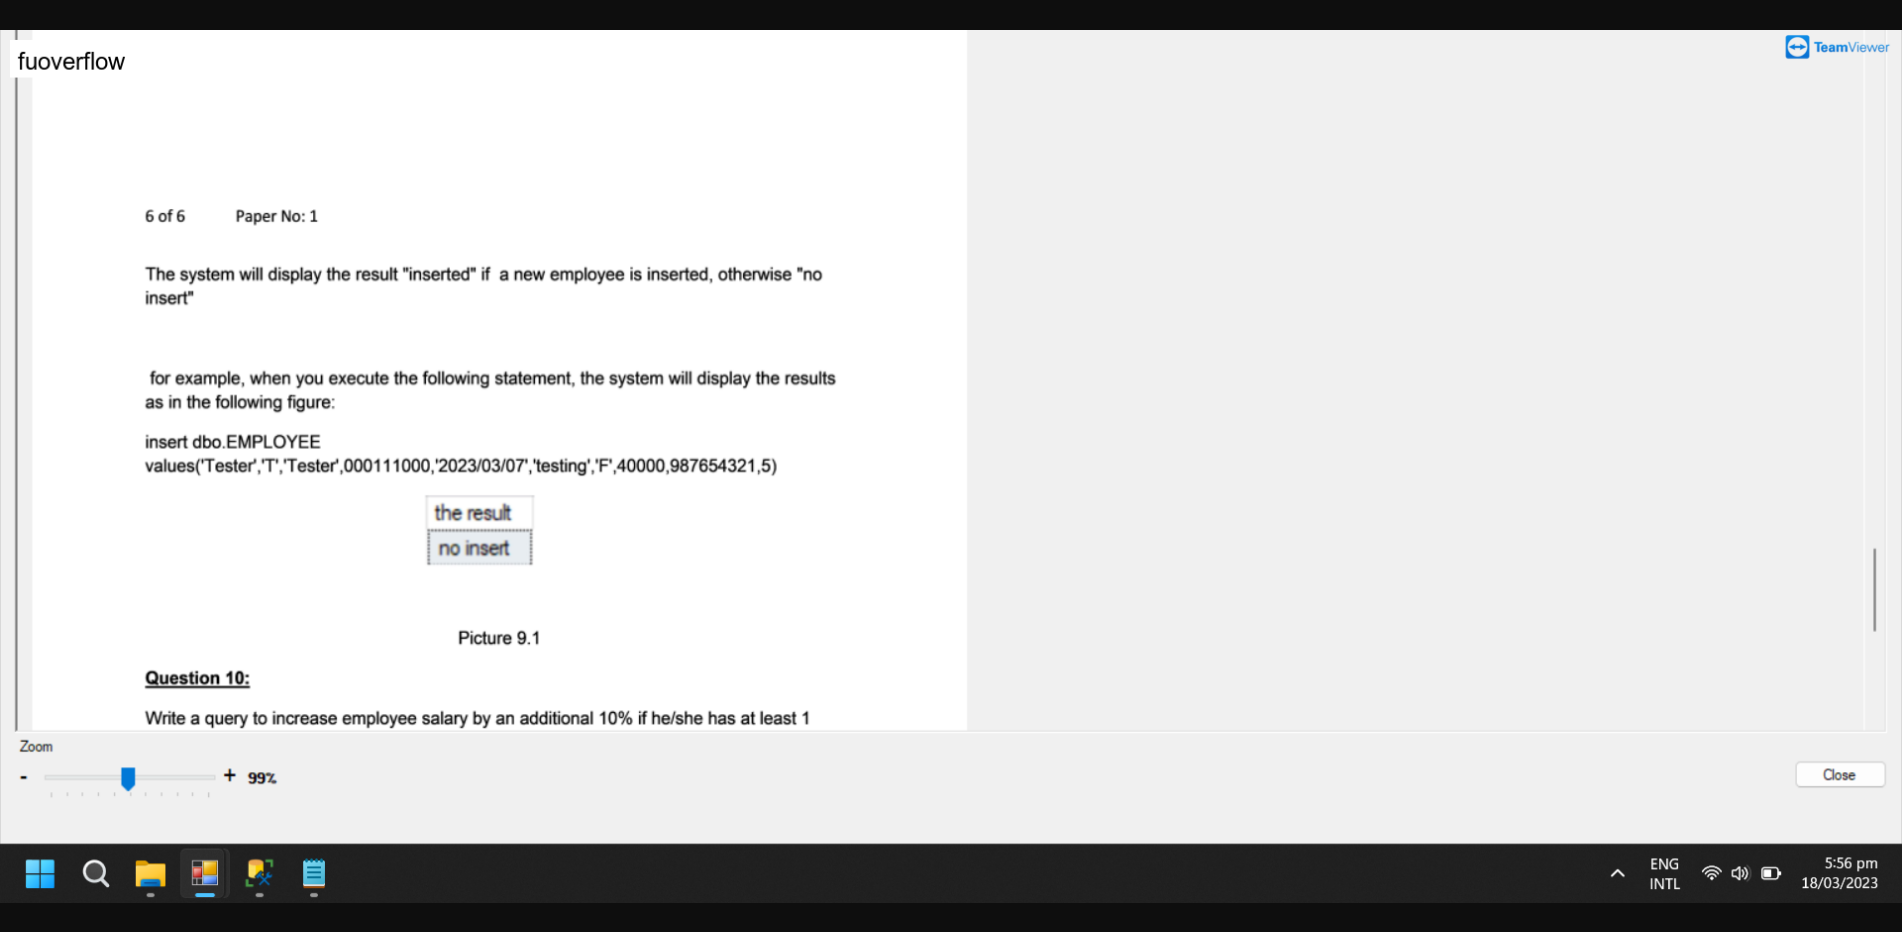 fuoverflow
TeamViewer
6 of 6 Paper No: 1
The system will display the result "inserted" if a new employee is inserted, otherwise "no
insert"
for example, when you execute the following statement, the system will display the results
as in the following figure:
insert dbo.EMPLOYEE
values('Tester','T','Tester',000111000,'2023/03/07','testing','F',40000,987654321,5)
the result
no insert
Picture 9.1
Question 10:
Write a query to increase employee salary by an additional 10% if he/she has at least 1
Zoom
- + 99%
Close
ENG
INTL
5:56 pm
18/03/2023